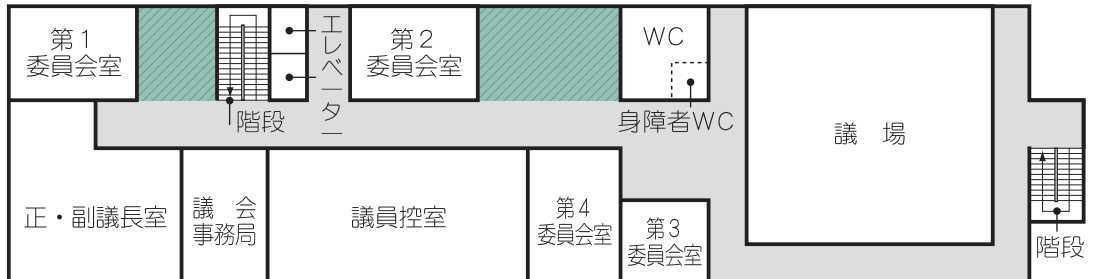 第1
委員会室
エレベーター
第2
委員会室
WC
階段
身障者WC
議 場
正・副議長室
議 会
事務局
議員控室
第4
委員会室
第3
委員会室
階段